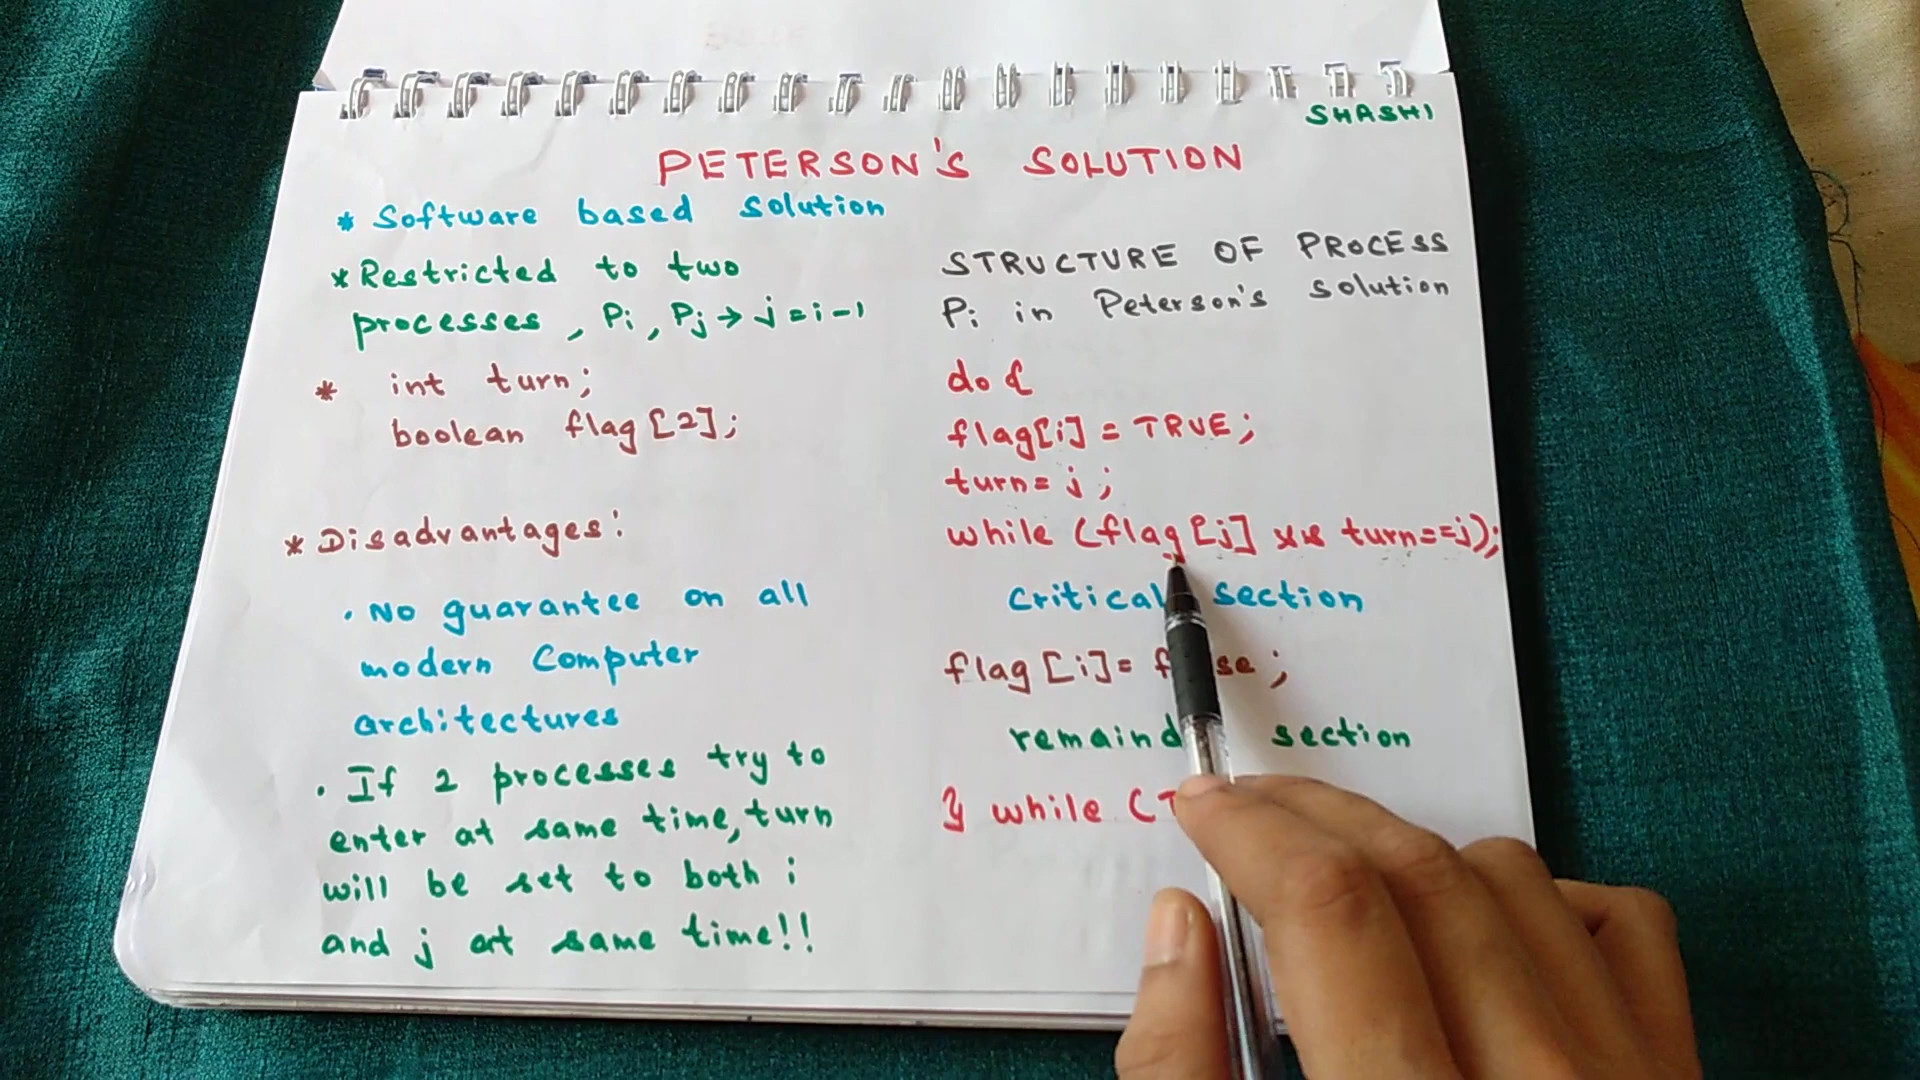 SHASHI
PETERSON'S SOLUTION
* Software based solution
* Restricted to two
processes, Pi, Pj → j = i - 1
* int turn;
boolean flag [2];
* Disadvantages:
. No guarantee on all
modern Computer
architectures
. If 2 processes try to
enter at same time, turn
will be set to both i
and j at same time!!
STRUCTURE OF PROCESS
Pi in Peterson's solution
do {
flag[i] = TRUE;
turn = j;
while (flag [j] && turn==j);
Critical section
flag [i] = ;
section
} while (